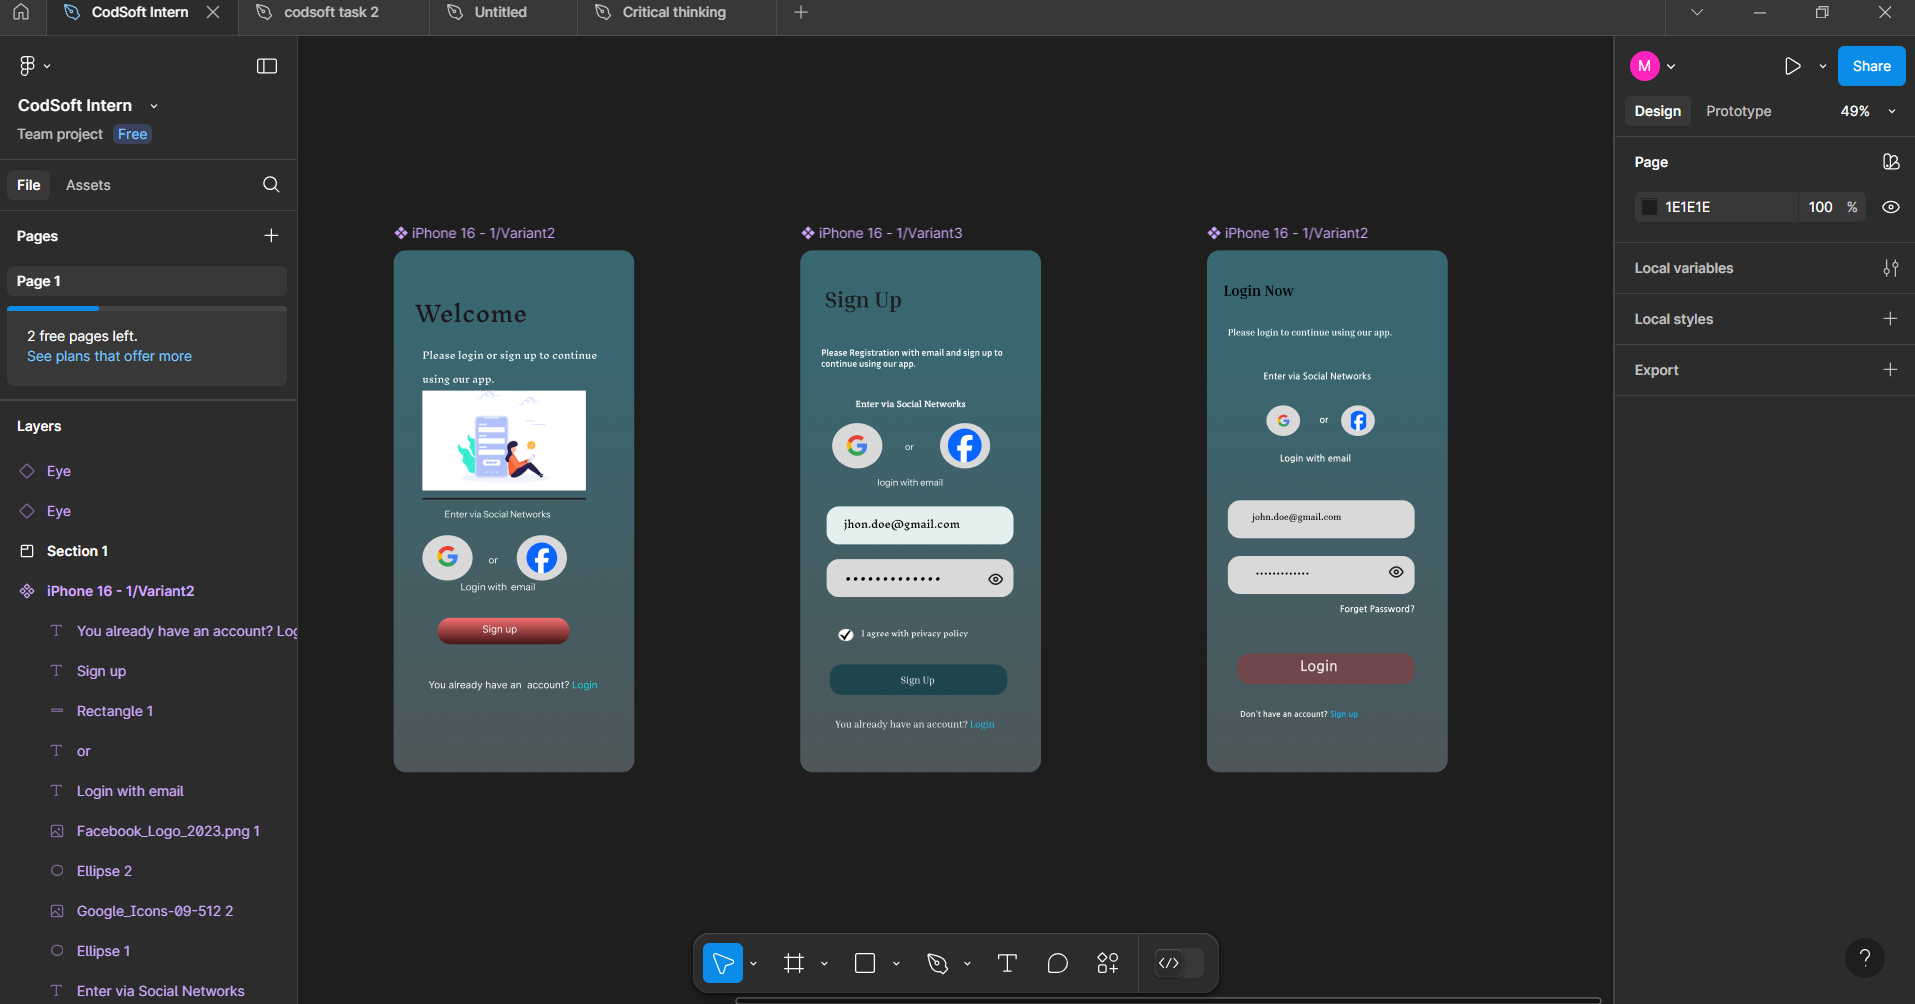 CodSoft Intern
codsoft task 2
Untitled
Critical thinking
CodSoft Intern
Team project Free
File Assets
Pages
Page 1
2 free pages left.
See plans that offer more
Layers
Eye
Eye
Section 1
iPhone 16 - 1/Variant2
You already have an account? Log
Sign up
Rectangle 1
or
Login with email
Facebook_Logo_2023.png 1
Ellipse 2
Google_Icons-09-512 2
Ellipse 1
Enter via Social Networks
iPhone 16 - 1/Variant2
Welcome
Please login or sign up to continue
using our app.
Enter via Social Networks
or
Login with email
Sign up
You already have an account? Login
iPhone 16 - 1/Variant3
Sign Up
Please Registration with email and sign up to
continue using our app.
Enter via Social Networks
or
login with email
jhon.doe@gmail.com
I agree with privacy policy
Sign Up
You already have an account? Login
iPhone 16 - 1/Variant2
Login Now
Please login to continue using our app.
Enter via Social Networks
or
Login with email
john.doe@gmail.com
Forget Password?
Login
Don't have an account? Sign up
M
Share
Design Prototype 49%
Page
1E1E1E 100 %
Local variables
Local styles
Export
?